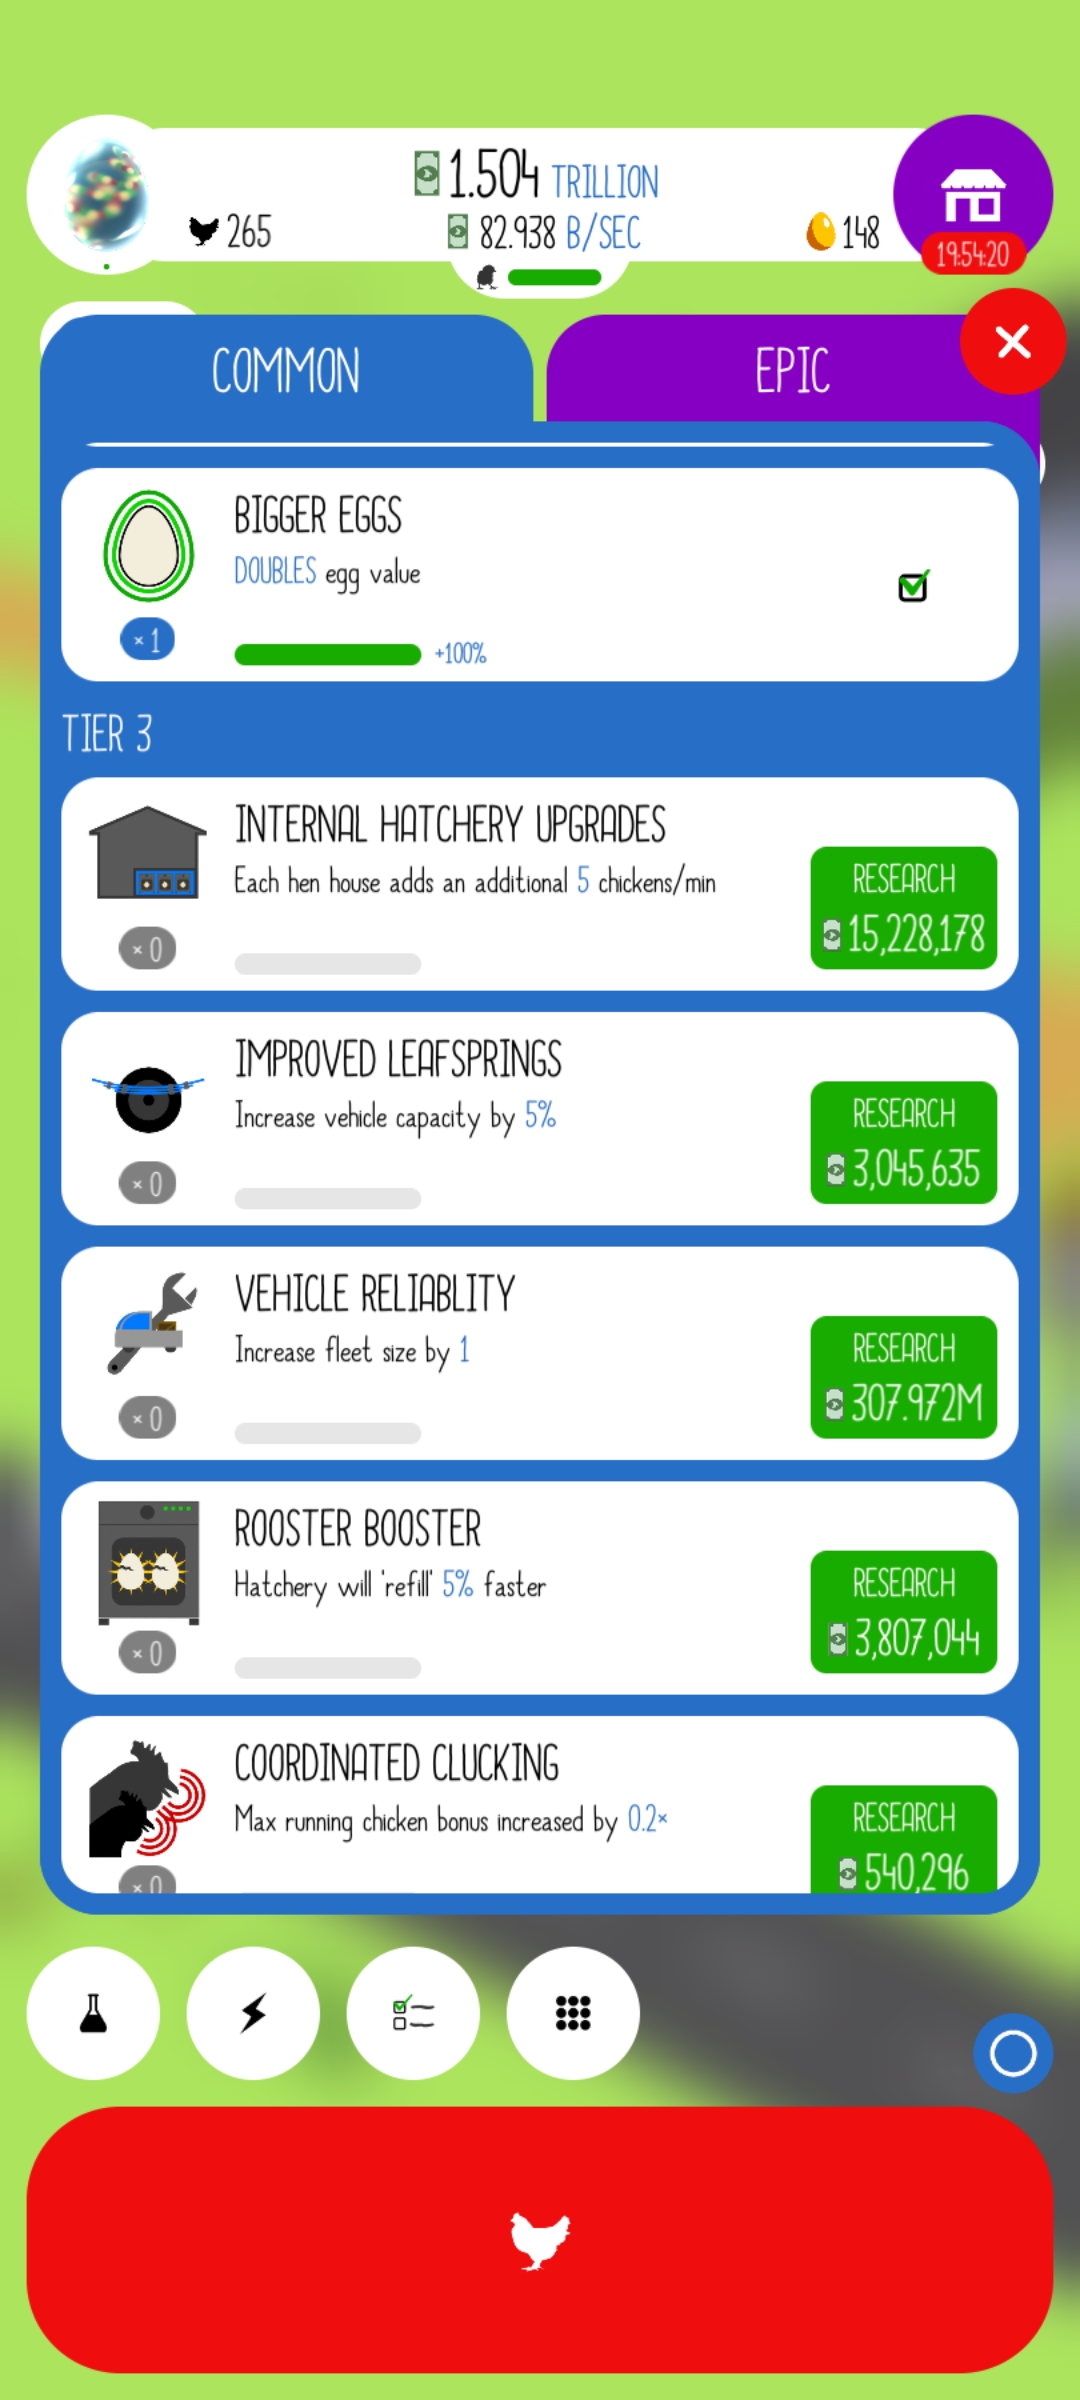 1.504 TRILLION
265
82.938 B/SEC
148
19:54:20
COMMON
EPIC
BIGGER EGGS
DOUBLES egg value
× 1
+100%
TIER 3
INTERNAL HATCHERY UPGRADES
Each hen house adds an additional 5 chickens/min
RESEARCH
15,228,178
× 0
IMPROVED LEAFSPRINGS
Increase vehicle capacity by 5%
RESEARCH
3,045,635
× 0
VEHICLE RELIABLITY
Increase fleet size by 1
RESEARCH
307.972M
× 0
ROOSTER BOOSTER
Hatchery will 'refill' 5% faster
RESEARCH
3,807,044
× 0
COORDINATED CLUCKING
Max running chicken bonus increased by 0.2×
RESEARCH
540,296
× 0